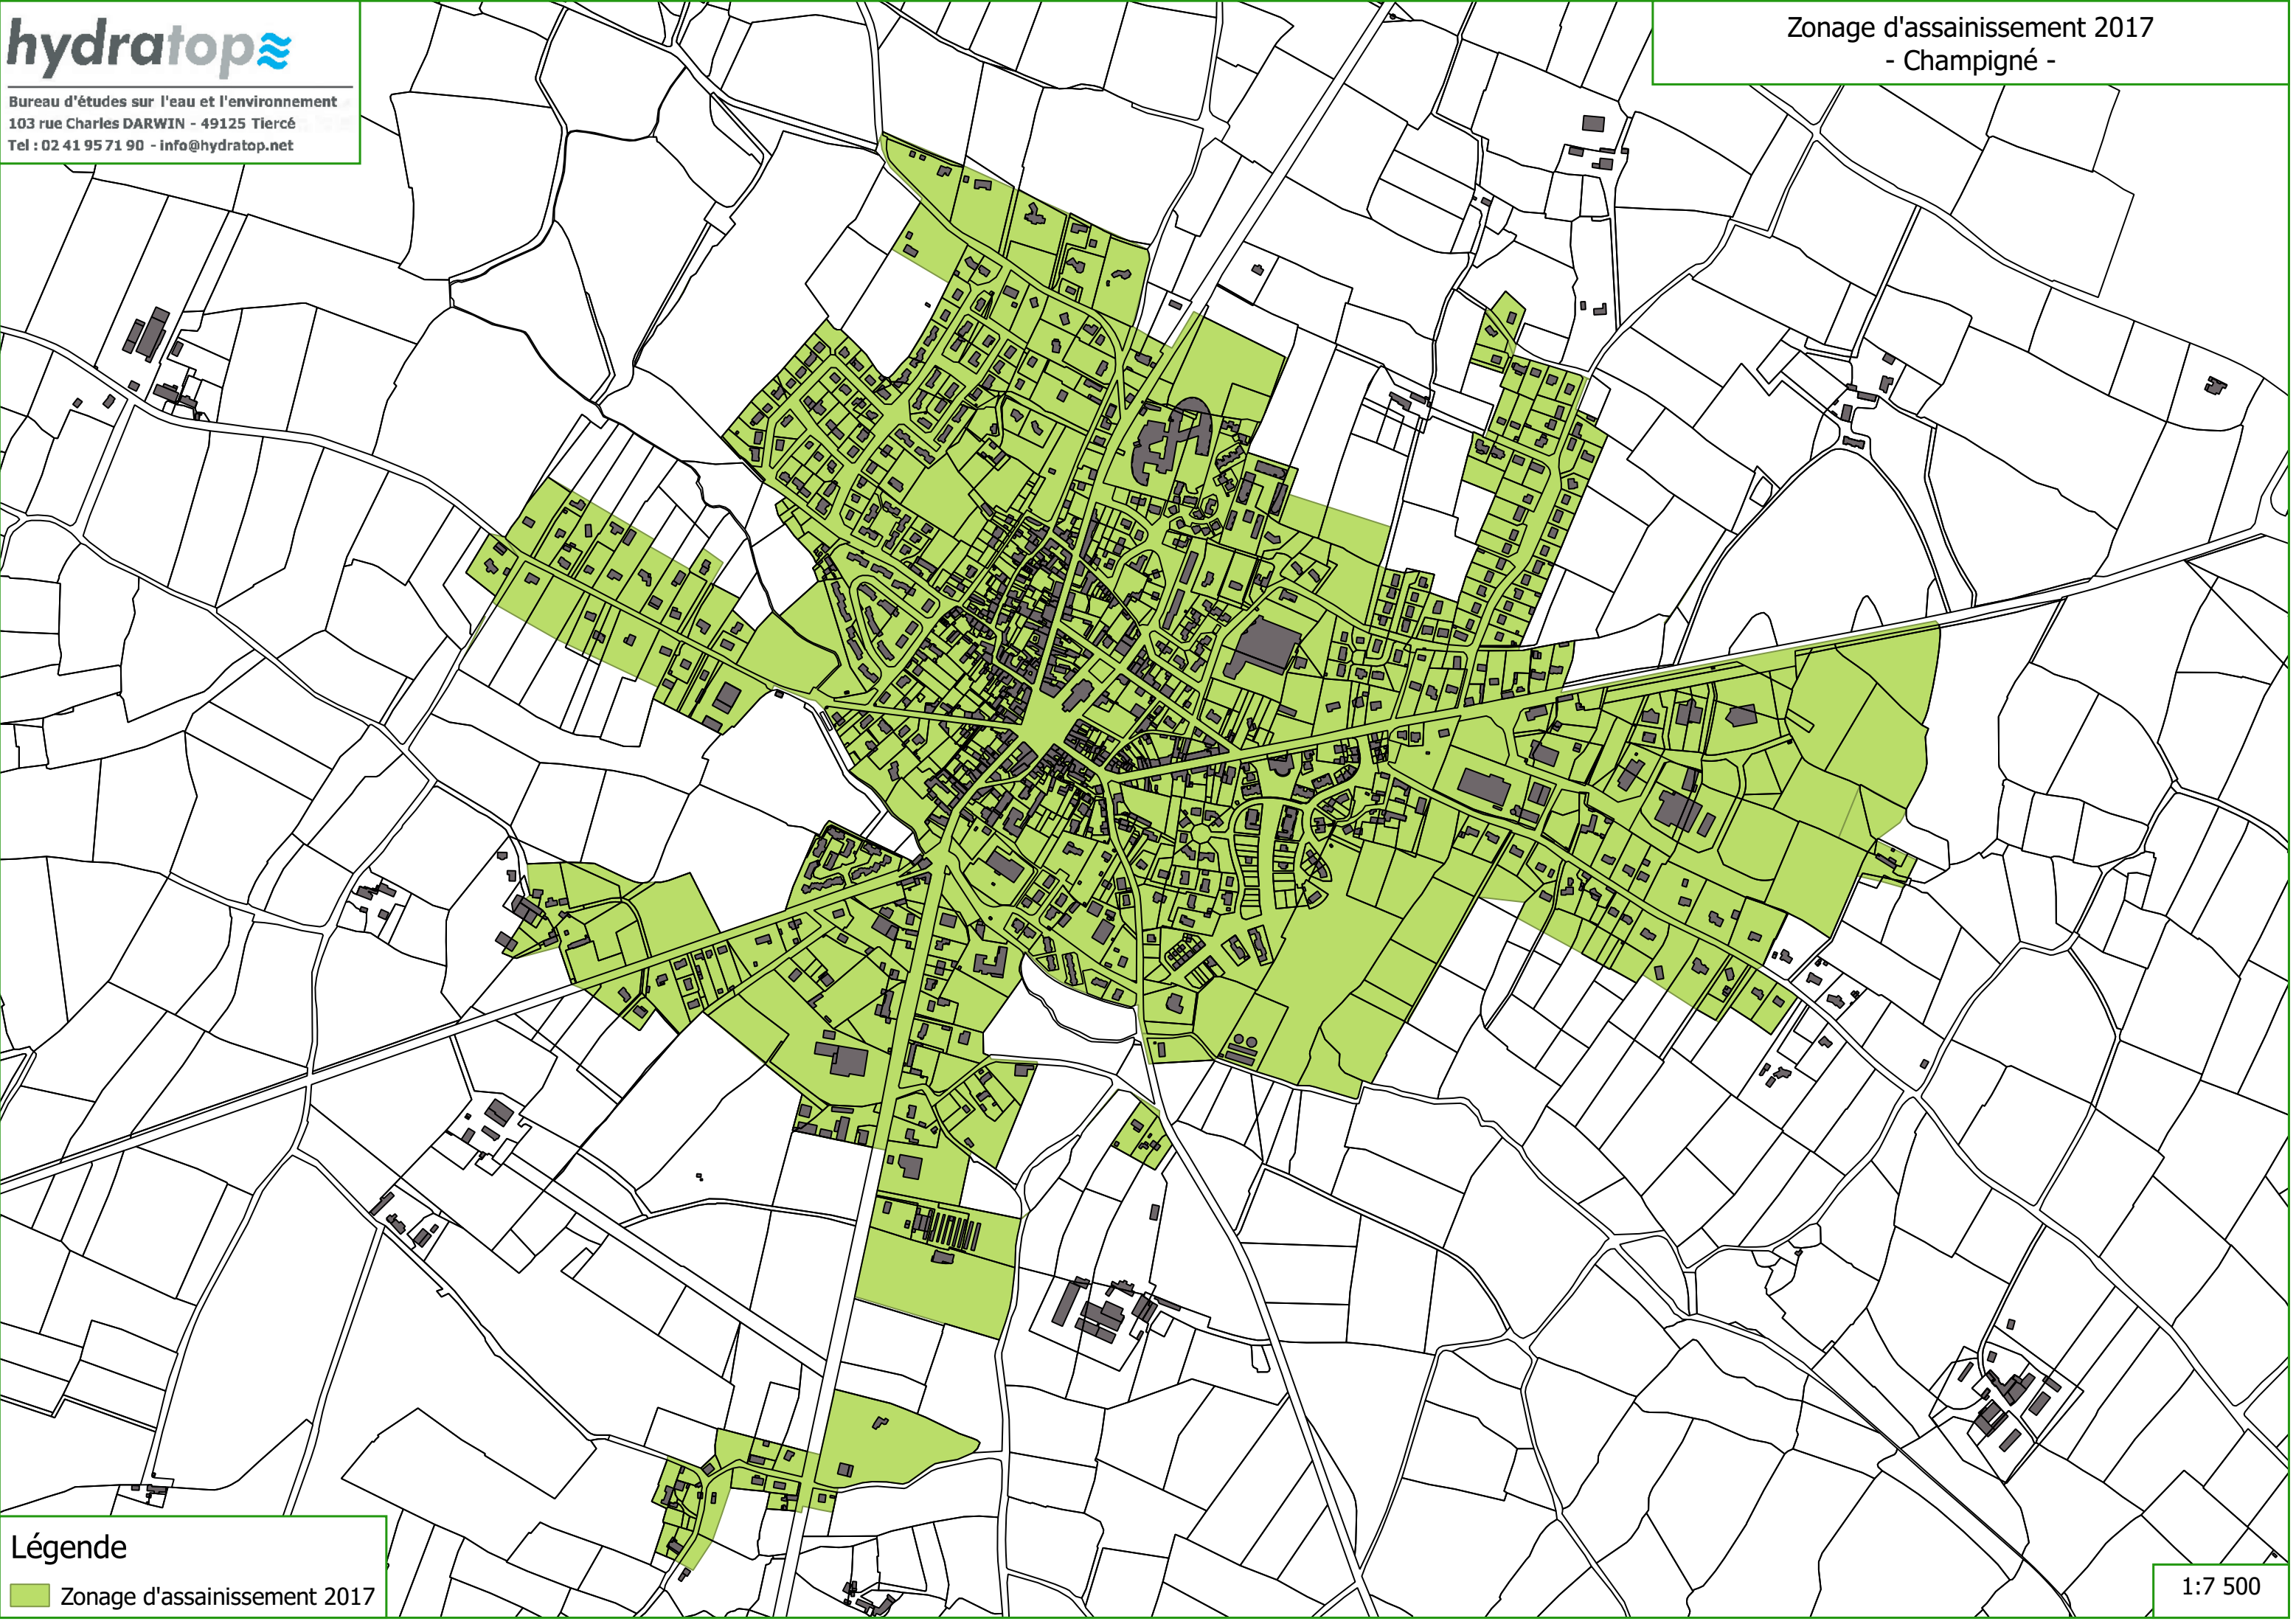 hydratop
Bureau d'études sur l'eau et l'environnement
103 rue Charles DARWIN - 49125 Tiercé
Tel : 02 41 95 71 90 - info@hydratop.net
Zonage d'assainissement 2017
- Champigné -
Légende
Zonage d'assainissement 2017
1:7 500